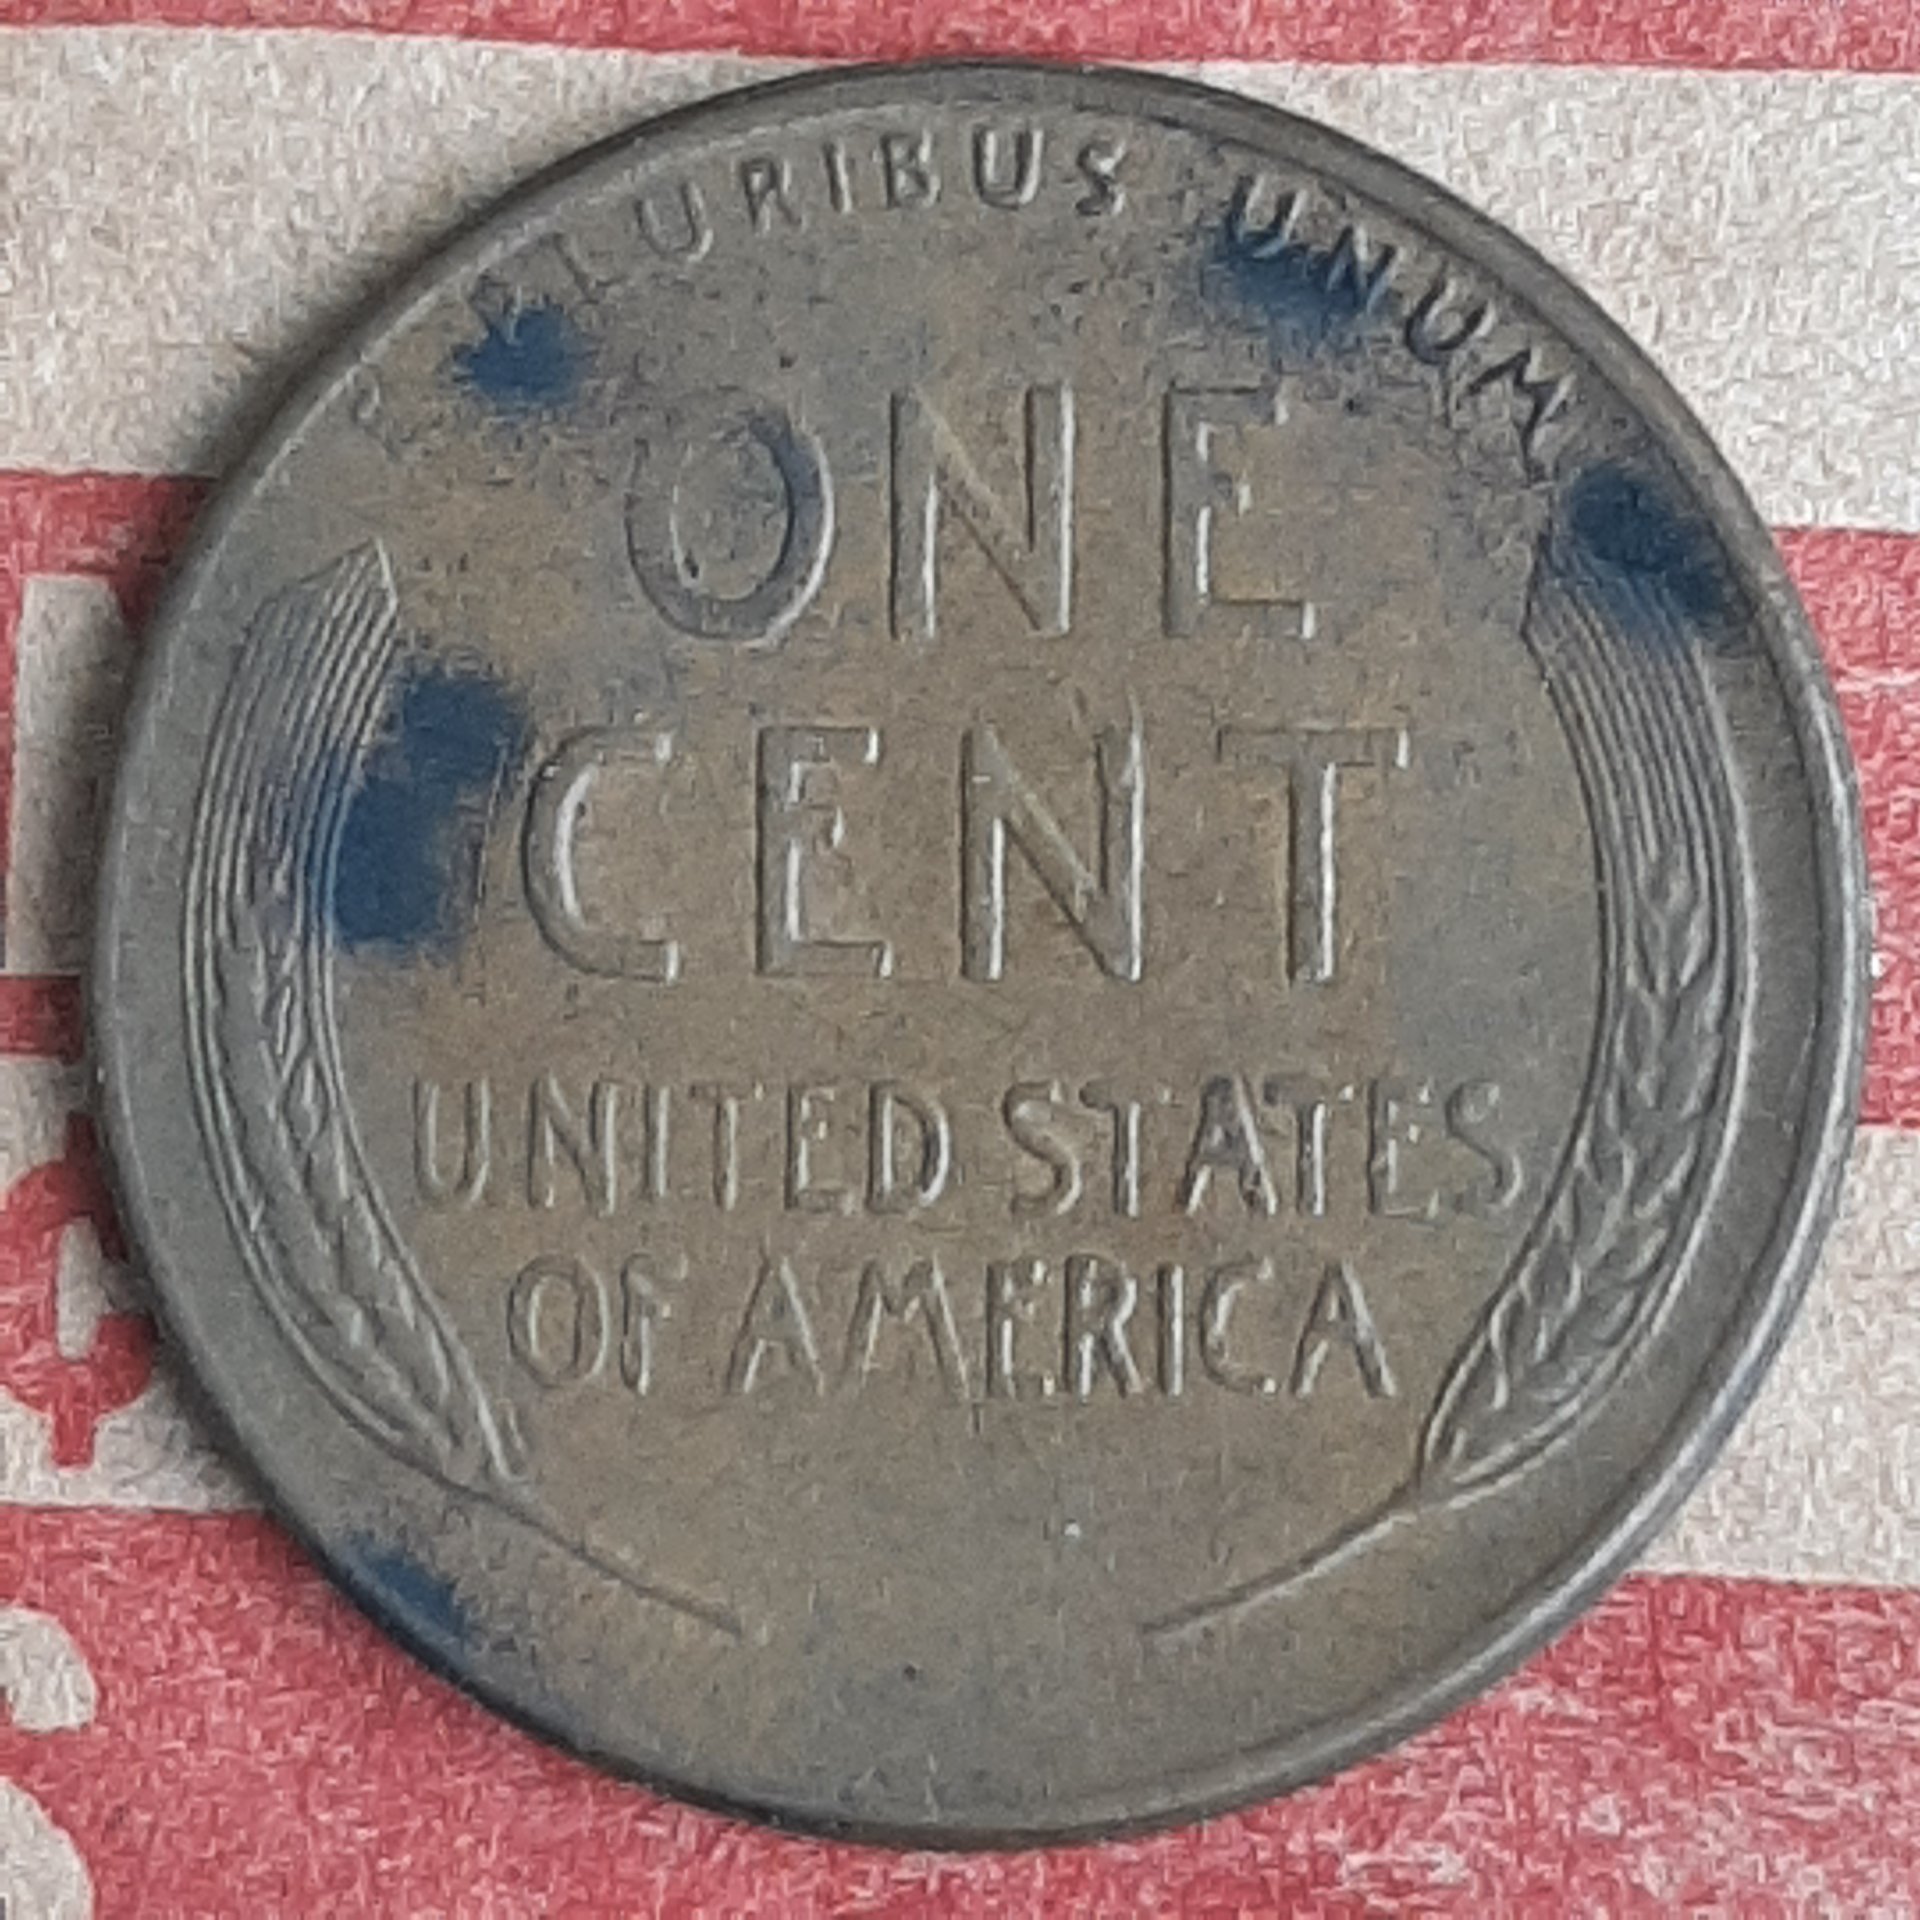 PLURIBUS · UNUM
ONE
CENT
UNITED STATES
OF AMERICA